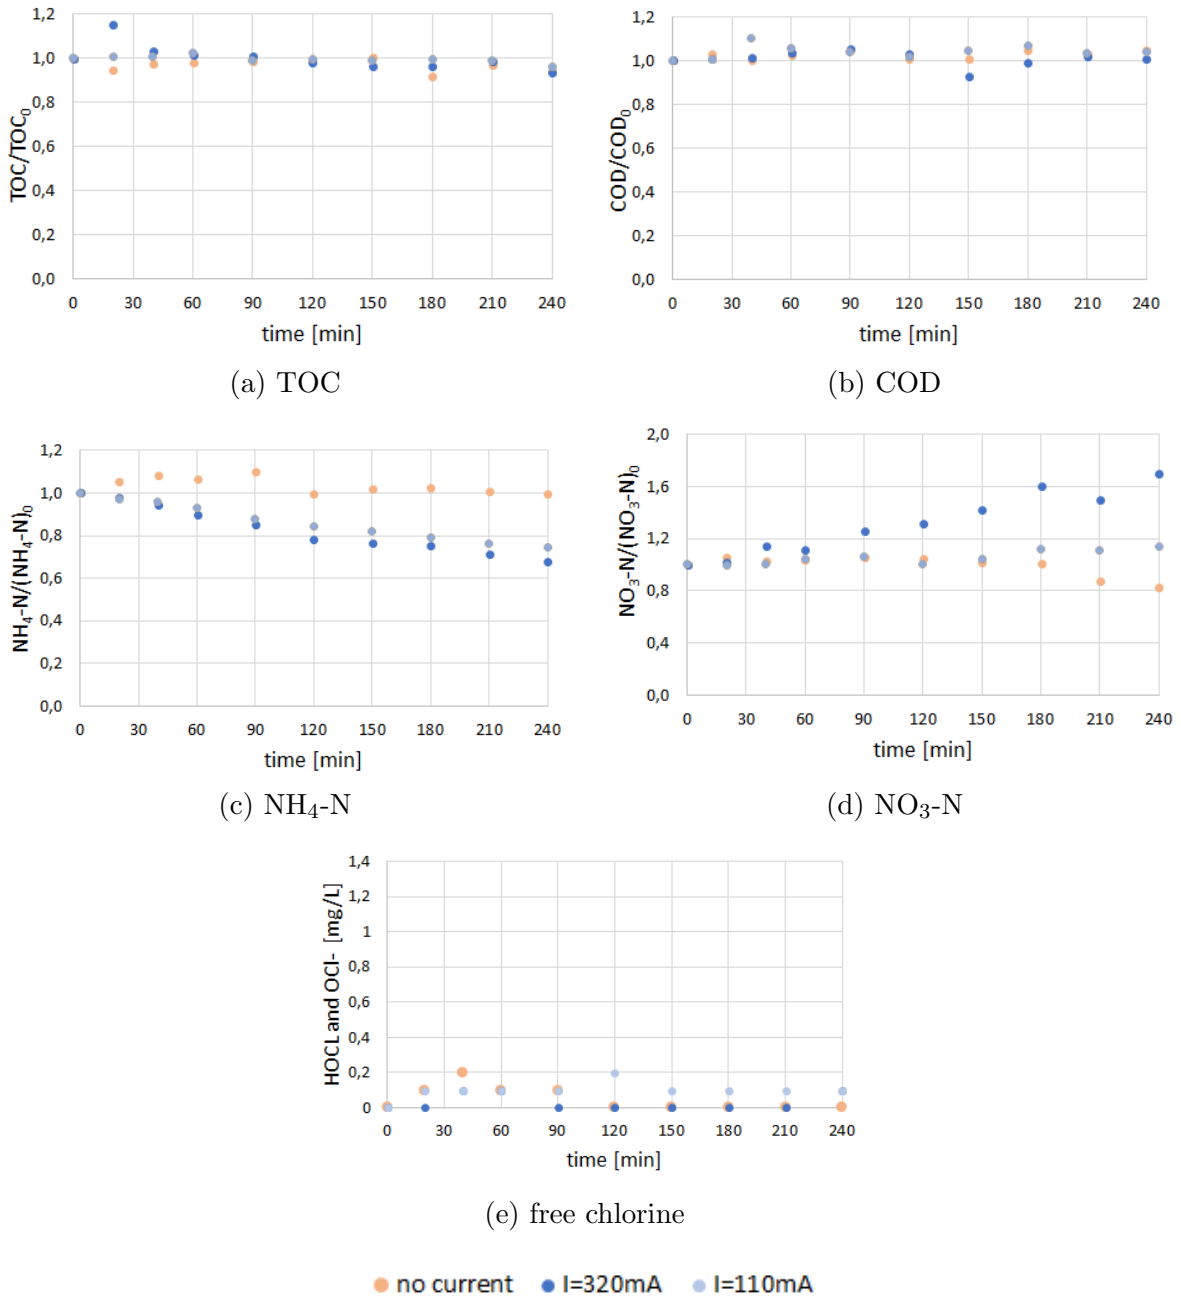 1,2
1,0
0,8
0,6
0,4
0,2
0,0
TOC/TOC0
0 30 60 90 120 150 180 210 240
time [min]
(a) TOC
1,2
1,0
0,8
0,6
0,4
0,2
0,0
COD/COD0
0 30 60 90 120 150 180 210 240
time [min]
(b) COD
1,2
1,0
0,8
0,6
0,4
0,2
0,0
NH4-N/(NH4-N)0
0 30 60 90 120 150 180 210 240
time [min]
(c) NH4-N
2,0
1,6
1,2
0,8
0,4
0,0
NO3-N/(NO3-N)0
0 30 60 90 120 150 180 210 240
time [min]
(d) NO3-N
1,4
1,2
1
0,8
0,6
0,4
0,2
0
HOCL and OCl- [mg/L]
0 30 60 90 120 150 180 210 240
time [min]
(e) free chlorine
no current I=320mA I=110mA